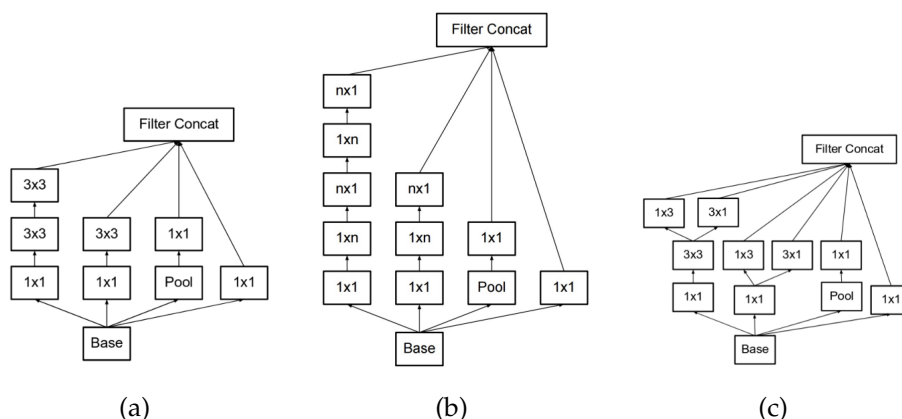 Filter Concat
3x3
3x3
3x3
1x1
1x1
1x1
Pool
1x1
Base
(a)
Filter Concat
nx1
1xn
nx1
nx1
1xn
1xn
1x1
1x1
1x1
Pool
1x1
Base
(b)
Filter Concat
1x3
3x1
3x3
1x3
3x1
1x1
1x1
1x1
Pool
1x1
Base
(c)